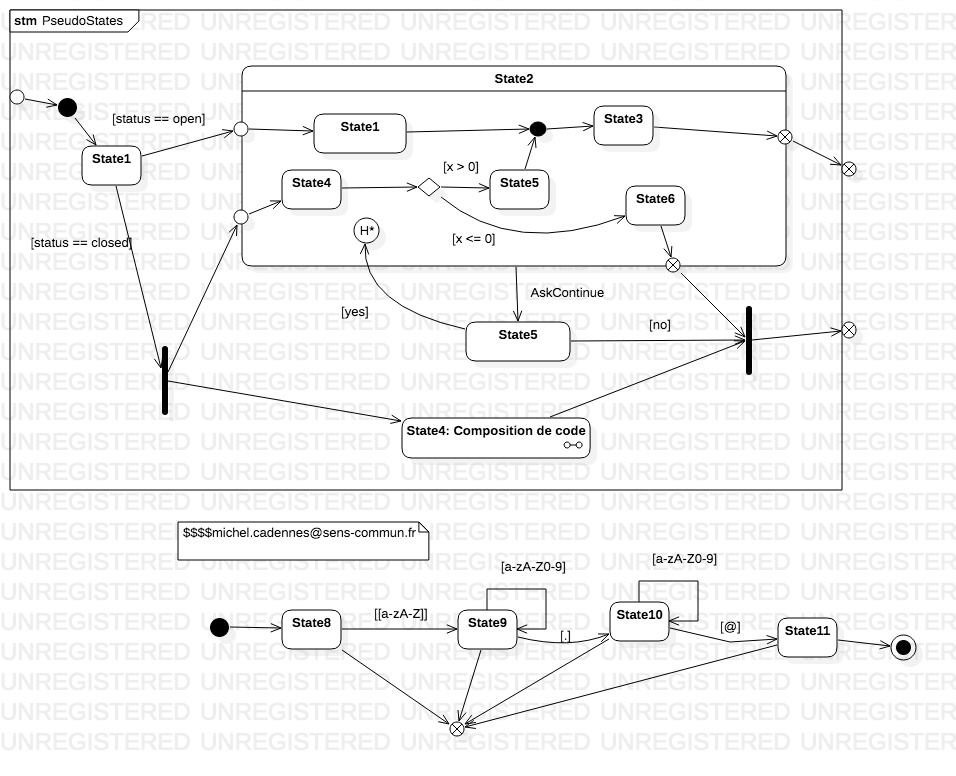 stm PseudoStates
State2
[status == open]
State1
State3
State1
[x > 0]
State4
State5
State6
H*
[x <= 0]
[status == closed]
AskContinue
[yes]
[no]
State5
State4: Composition de code
$$$$michel.cadennes@sens-commun.fr
[a-zA-Z0-9]
[a-zA-Z0-9]
[[a-zA-Z]]
State8
State9
State10
[.]
[@]
State11
UNREGISTERED